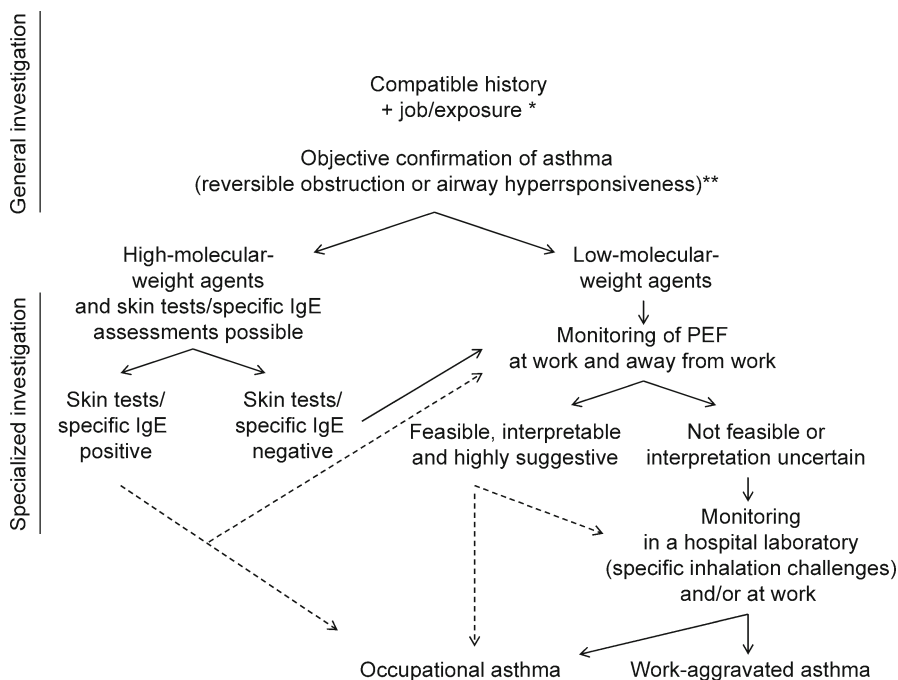 General investigation
Compatible history
+ job/exposure *
Objective confirmation of asthma
(reversible obstruction or airway hyperrsponsiveness)**
Specialized investigation
High-molecular-
weight agents
and skin tests/specific IgE
assessments possible
Low-molecular-
weight agents
Monitoring of PEF
at work and away from work
Skin tests/
specific IgE
positive
Skin tests/
specific IgE
negative
Feasible, interpretable
and highly suggestive
Not feasible or
interpretation uncertain
Monitoring
in a hospital laboratory
(specific inhalation challenges)
and/or at work
Occupational asthma
Work-aggravated asthma